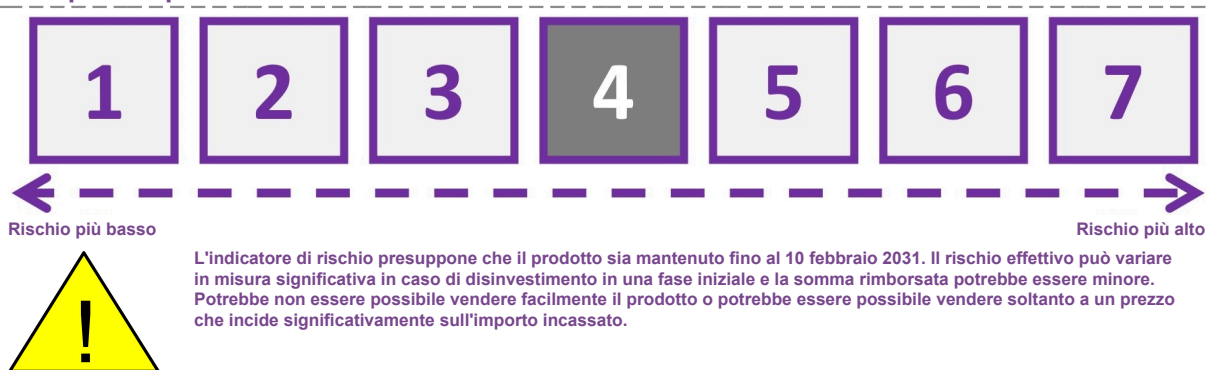 1 2 3 4 5 6 7
Rischio più basso Rischio più alto
L'indicatore di rischio presuppone che il prodotto sia mantenuto fino al 10 febbraio 2031. Il rischio effettivo può variare
in misura significativa in caso di disinvestimento in una fase iniziale e la somma rimborsata potrebbe essere minore.
Potrebbe non essere possibile vendere facilmente il prodotto o potrebbe essere possibile vendere soltanto a un prezzo
che incide significativamente sull'importo incassato.
!